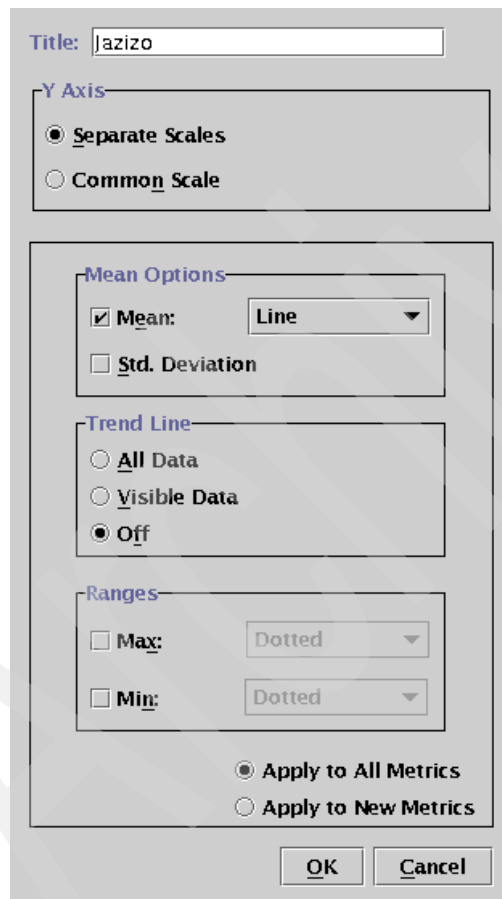 Title: Jazizo
Y Axis
Separate Scales
Common Scale
Mean Options
Mean: Line
Std. Deviation
Trend Line
All Data
Visible Data
Off
Ranges
Max: Dotted
Min: Dotted
Apply to All Metrics
Apply to New Metrics
OK Cancel